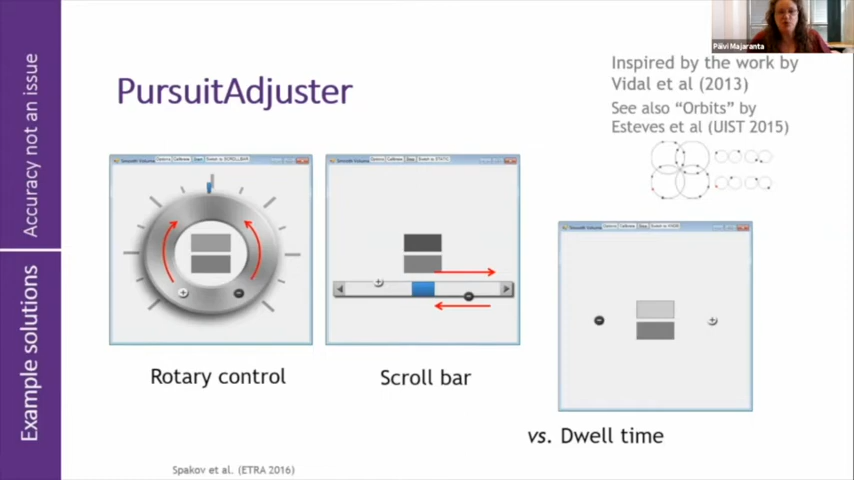 Accuracy not an issue
Example solutions
PursuitAdjuster
Päivi Majaranta
Inspired by the work by
Vidal et al (2013)
See also “Orbits” by
Esteves et al (UIST 2015)
Rotary control
Scroll bar
vs. Dwell time
Spakov et al. (ETRA 2016)